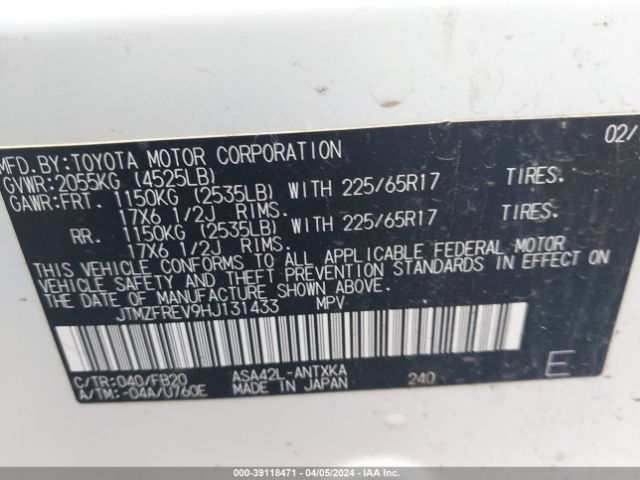 MFD.BY:TOYOTA MOTOR CORPORATION 02/
GVWR:2055KG (4525LB)
GAWR:FRT. 1150KG (2535LB) WITH 225/65R17 TIRES.
17X6 1/2J RIMS.
RR. 1150KG (2535LB) WITH 225/65R17 TIRES.
17X6 1/2J RIMS.
THIS VEHICLE CONFORMS TO ALL APPLICABLE FEDERAL MOTOR
VEHICLE SAFETY AND THEFT PREVENTION STANDARDS IN EFFECT ON
THE DATE OF MANUFACTURE SHOWN ABOVE.
JTMZFREV9HJ131433 MPV
C/TR:040/FB20 ASA42L-ANTXKA 240 E
A/TM:-04A/U760E MADE IN JAPAN
000-39118471 - 04/05/2024 - IAAI.COM